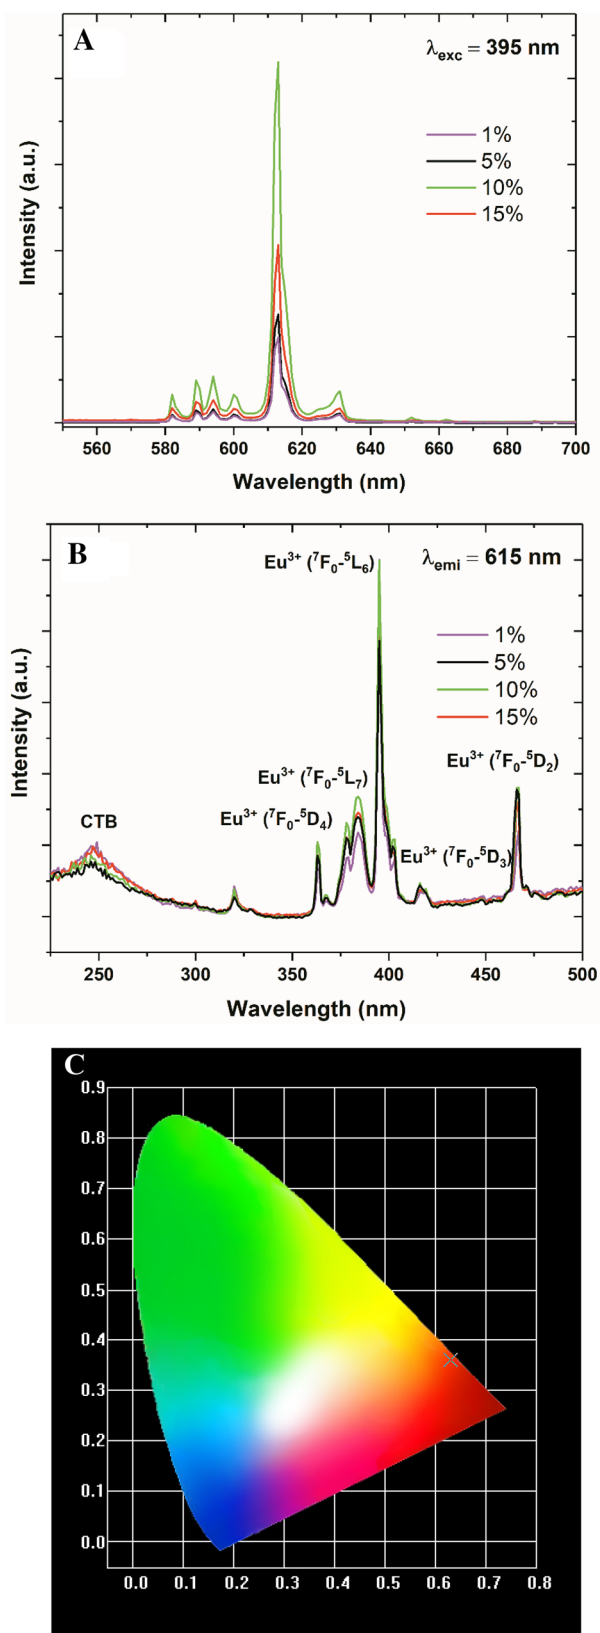 A
λexc = 395 nm
1%
5%
10%
15%
Intensity (a.u.)
560 580 600 620 640 660 680 700
Wavelength (nm)
B
Eu³⁺ (⁷F₀-⁵L₆)
λemi = 615 nm
1%
5%
10%
15%
Intensity (a.u.)
Eu³⁺ (⁷F₀-⁵D₂)
Eu³⁺ (⁷F₀-⁵L₇)
Eu³⁺ (⁷F₀-⁵D₄)
CTB
Eu³⁺ (⁷F₀-⁵D₃)
250 300 350 400 450 500
Wavelength (nm)
C
0.9
0.8
0.7
0.6
0.5
0.4
0.3
0.2
0.1
0.0
0.0 0.1 0.2 0.3 0.4 0.5 0.6 0.7 0.8